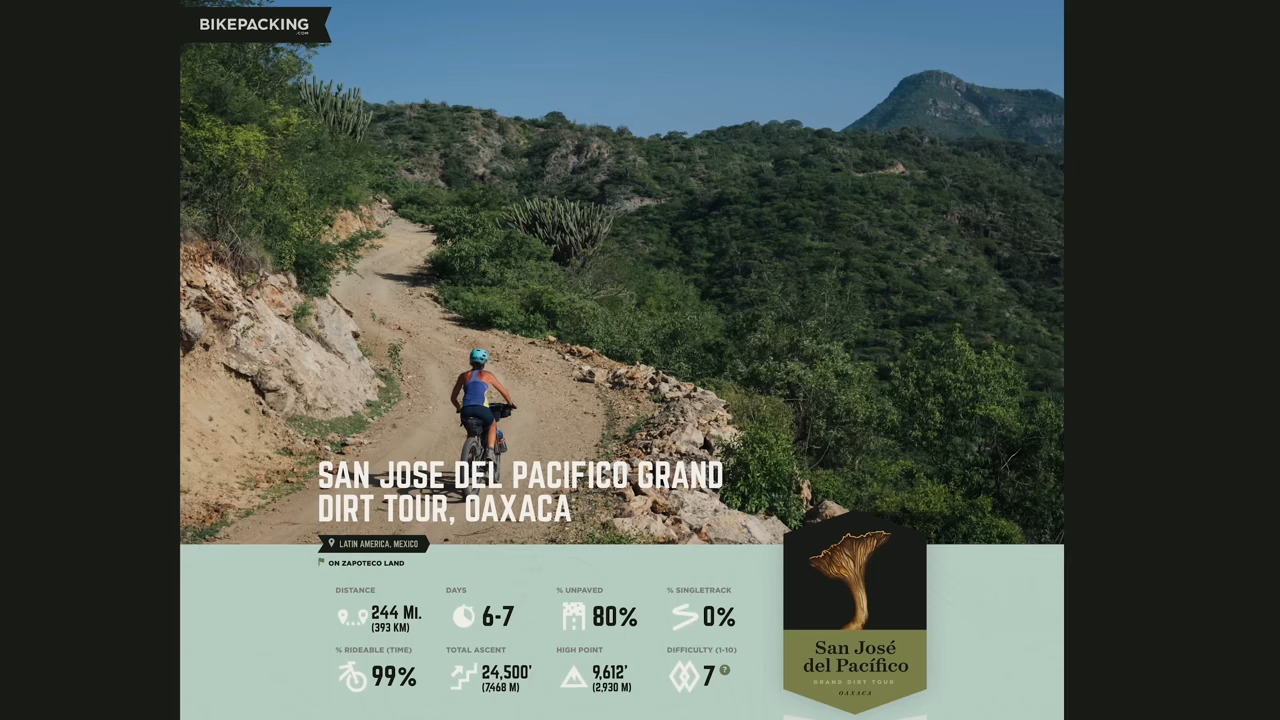 BIKEPACKING
.COM
SAN JOSE DEL PACIFICO GRAND
DIRT TOUR, OAXACA
LATIN AMERICA, MEXICO
ON ZAPOTECO LAND
DISTANCE
244 MI.
(393 KM)
DAYS
6-7
% UNPAVED
80%
% SINGLETRACK
0%
% RIDEABLE (TIME)
99%
TOTAL ASCENT
24,500'
(7,468 M)
HIGH POINT
9,612'
(2,930 M)
DIFFICULTY (1-10)
7 ?
San José
del Pacífico
GRAND DIRT TOUR
OAXACA